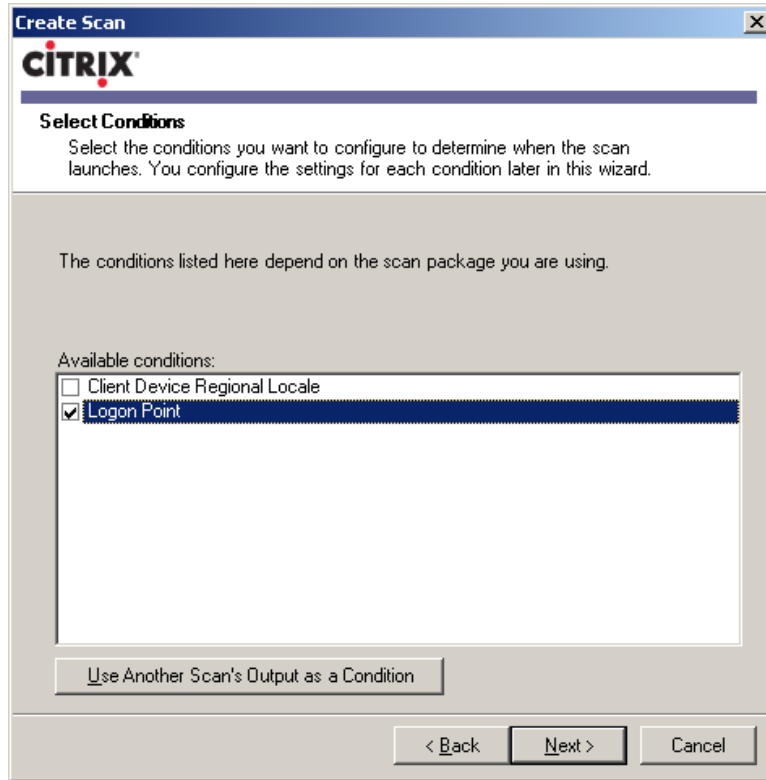 Create Scan
CITRIX®
Select Conditions
Select the conditions you want to configure to determine when the scan
launches. You configure the settings for each condition later in this wizard.
The conditions listed here depend on the scan package you are using.
Available conditions:
Client Device Regional Locale
Logon Point
Use Another Scan's Output as a Condition
< Back Next > Cancel